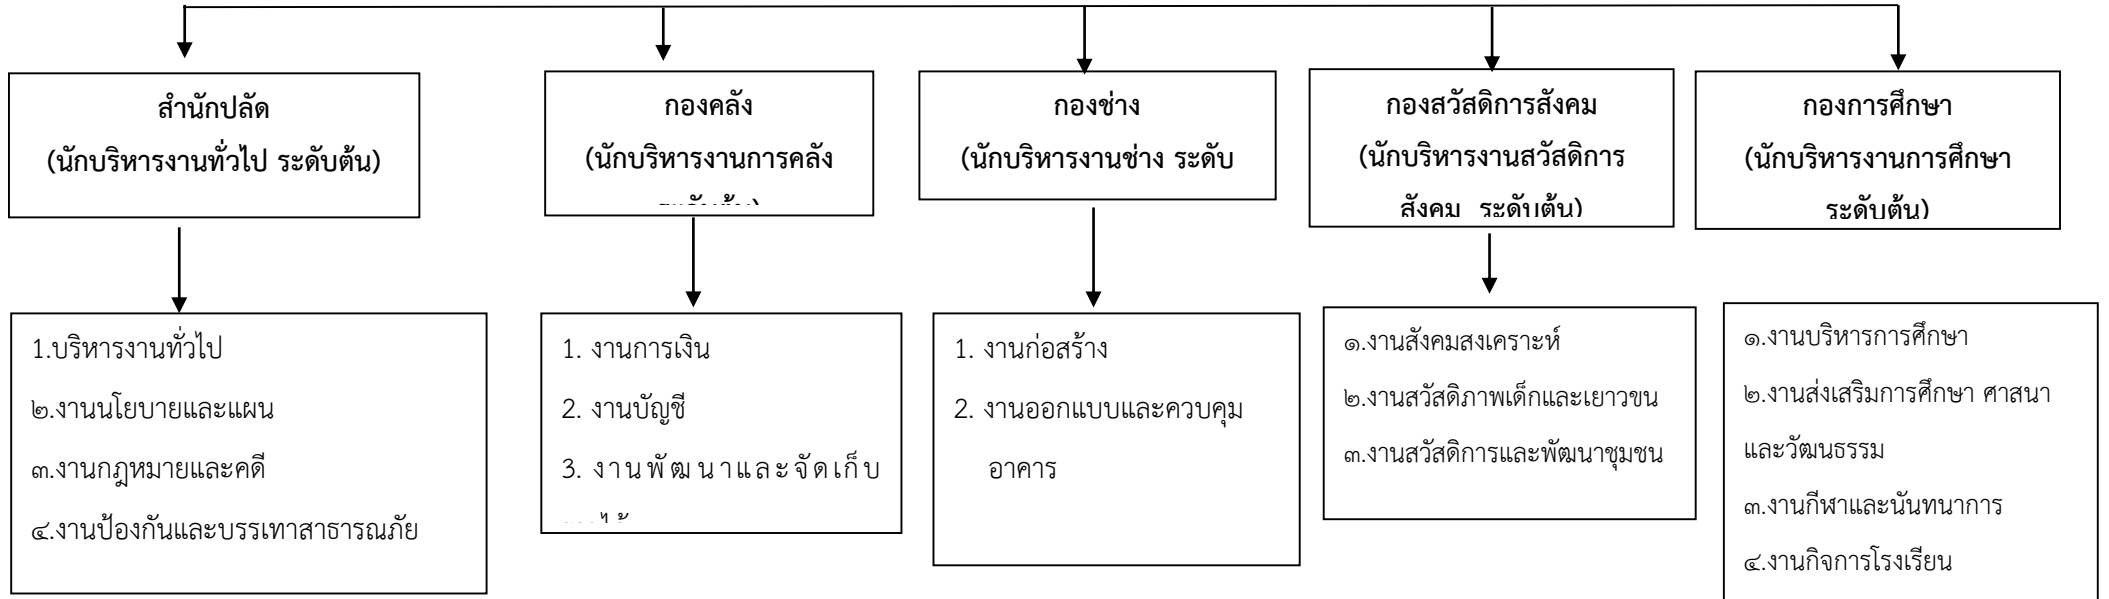 สำนักปลัด
(นักบริหารงานทั่วไป ระดับต้น)
กองคลัง
(นักบริหารงานการคลัง
กองช่าง
(นักบริหารงานช่าง ระดับ
กองสวัสดิการสังคม
(นักบริหารงานสวัสดิการ
สังคม ระดับต้น)
กองการศึกษา
(นักบริหารงานการศึกษา
ระดับต้น)
1.บริหารงานทั่วไป
๒.งานนโยบายและแผน
๓.งานกฎหมายและคดี
๔.งานป้องกันและบรรเทาสาธารณภัย
1. งานการเงิน
2. งานบัญชี
3. งานพัฒนาและจัดเก็บ
1. งานก่อสร้าง
2. งานออกแบบและควบคุม
อาคาร
๑.งานสังคมสงเคราะห์
๒.งานสวัสดิภาพเด็กและเยาวขน
๓.งานสวัสดิการและพัฒนาชุมชน
๑.งานบริหารการศึกษา
๒.งานส่งเสริมการศึกษา ศาสนา
และวัฒนธรรม
๓.งานกีฬาและนันทนาการ
๔.งานกิจการโรงเรียน